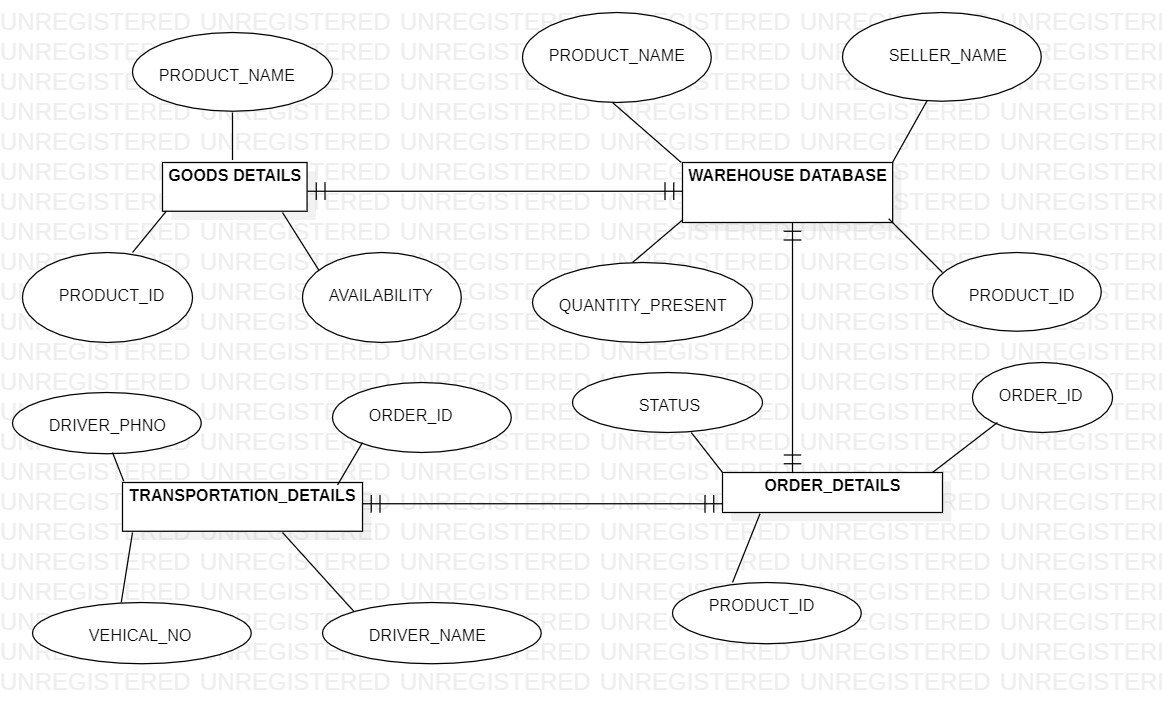 PRODUCT_NAME
PRODUCT_NAME
SELLER_NAME
GOODS DETAILS
WAREHOUSE DATABASE
PRODUCT_ID
AVAILABILITY
QUANTITY_PRESENT
PRODUCT_ID
DRIVER_PHNO
ORDER_ID
STATUS
ORDER_ID
TRANSPORTATION_DETAILS
ORDER_DETAILS
VEHICAL_NO
DRIVER_NAME
PRODUCT_ID
UNREGISTERED